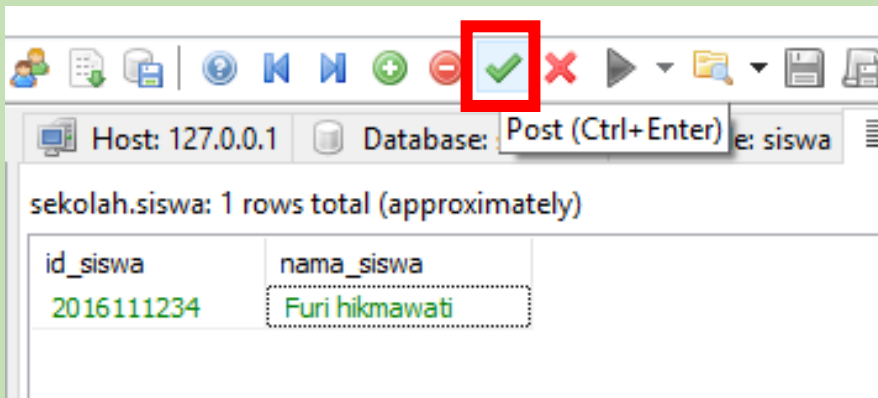 Post (Ctrl+Enter)
Host: 127.0.0.1
Database:
e: siswa
sekolah.siswa: 1 rows total (approximately)
id_siswa nama_siswa
2016111234 Furi hikmawati